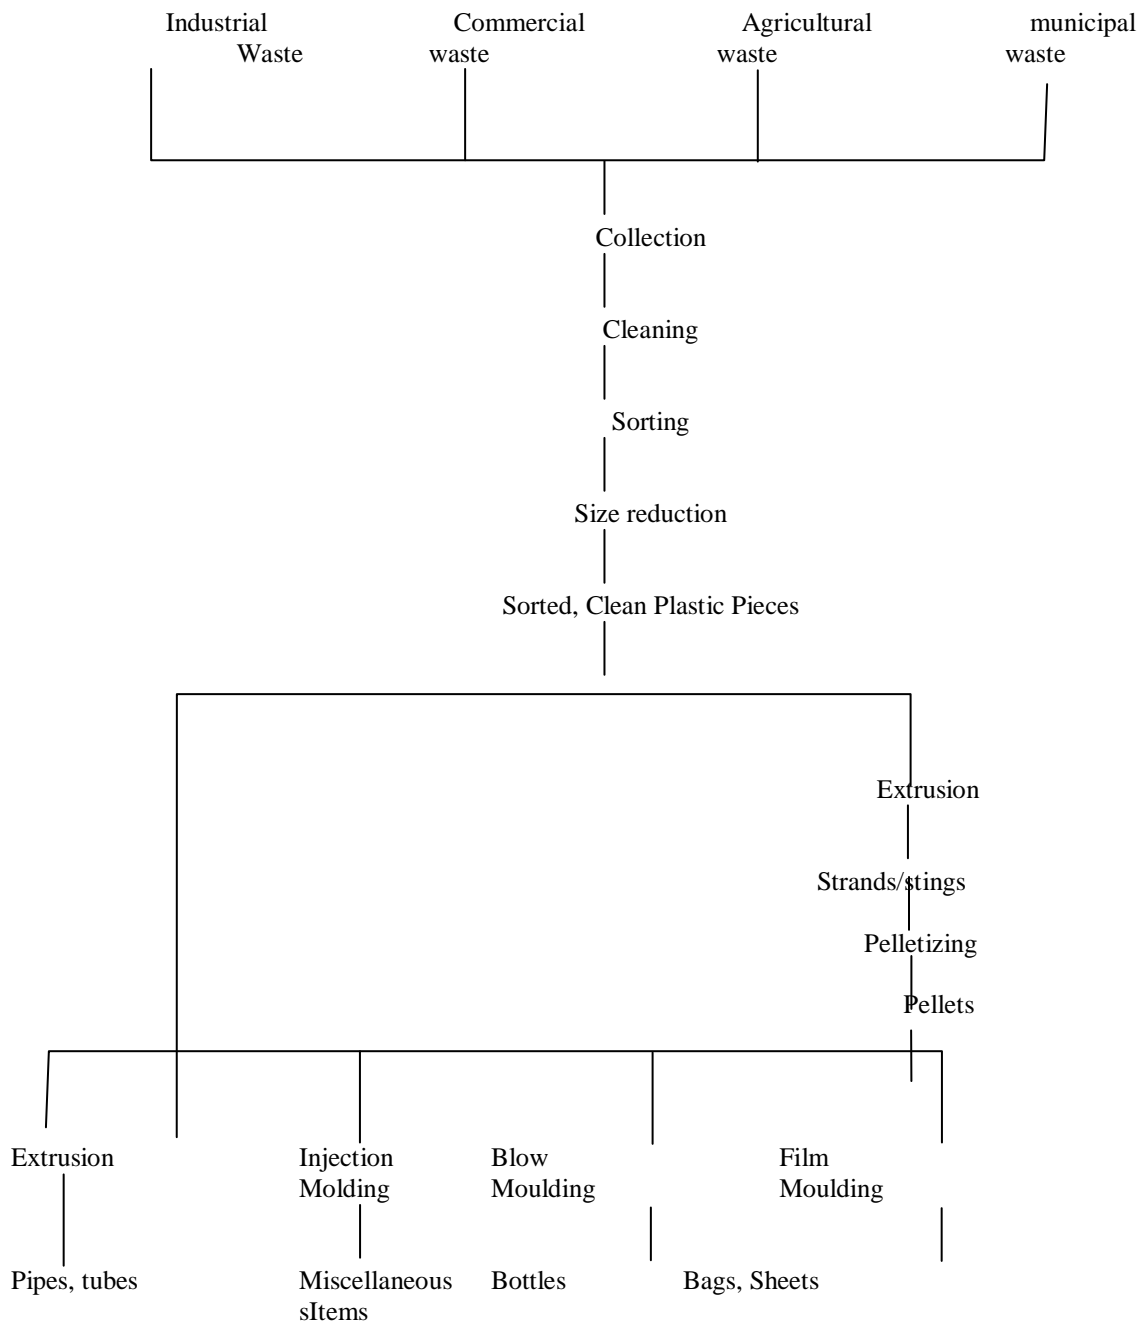 Industrial Commercial Agricultural municipal
Waste waste waste waste
Collection
Cleaning
Sorting
Size reduction
Sorted, Clean Plastic Pieces
Extrusion
Strands/stings
Pelletizing
Pellets
Extrusion Injection Blow Film
Molding Moulding Moulding
Pipes, tubes Miscellaneous Bottles Bags, Sheets
sItems